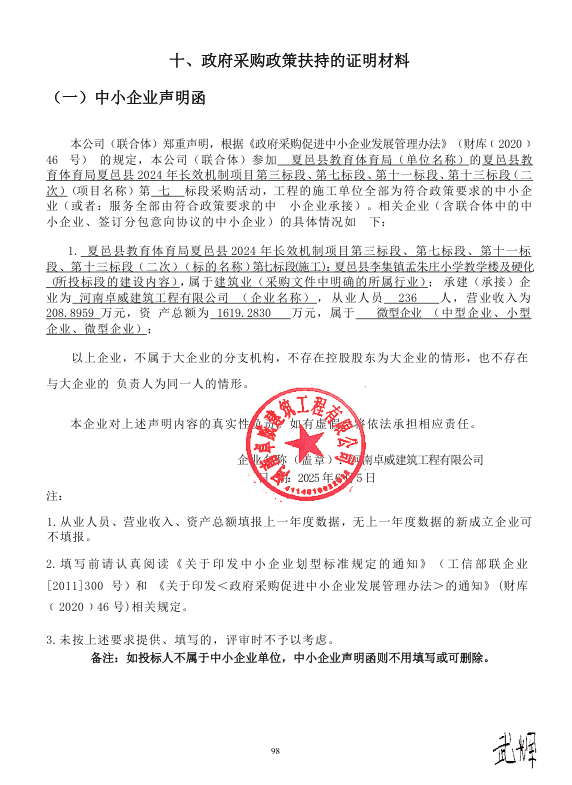 十、政府采购政策扶持的证明材料
（一）中小企业声明函
本公司（联合体）郑重声明，根据《政府采购促进中小企业发展管理办法》（财库﹝2020﹞
46 号） 的规定，本公司（联合体）参加 夏邑县教育体育局（单位名称）的夏邑县教
育体育局夏邑县 2024 年长效机制项目第三标段、第七标段、第十一标段、第十三标段（二
次）（项目名称）第 七 标段采购活动，工程的施工单位全部为符合政策要求的中小企
业（或者：服务全部由符合政策要求的中 小企业承接）。相关企业（含联合体中的中
小企业、签订分包意向协议的中小企业）的具体情况如 下：
1. 夏邑县教育体育局夏邑县 2024 年长效机制项目第三标段、第七标段、第十一标
段、第十三标段（二次）（标的名称）第七标段(施工)：夏邑县李集镇孟朱庄小学教学楼及硬化
（所投标段的建设内容），属于建筑业（采购文件中明确的所属行业）； 承建（承接）企
业为 河南卓威建筑工程有限公司 （企业名称），从业人员 236 人，营业收入为
208.8959 万元，资 产总额为 1619.2830 万元，属于 微型企业 （中型企业、小型
企业、微型企业）；
以上企业，不属于大企业的分支机构，不存在控股股东为大企业的情形，也不存在
与大企业的 负责人为同一人的情形。
本企业对上述声明内容的真实性负责。如有虚假，将依法承担相应责任。
企业名称（盖章）：河南卓威建筑工程有限公司
日 期：2025 年 6 月 5 日
河南卓威建筑工程有限公司
注：
1.从业人员、营业收入、资产总额填报上一年度数据，无上一年度数据的新成立企业可
不填报。
2.填写前请认真阅读《关于印发中小企业划型标准规定的通知》（工信部联企业
[2011]300 号）和 《关于印发＜政府采购促进中小企业发展管理办法＞的通知》(财库
﹝2020﹞46 号)相关规定。
3.未按上述要求提供、填写的，评审时不予以考虑。
备注：如投标人不属于中小企业单位，中小企业声明函则不用填写或可删除。
98
武辉